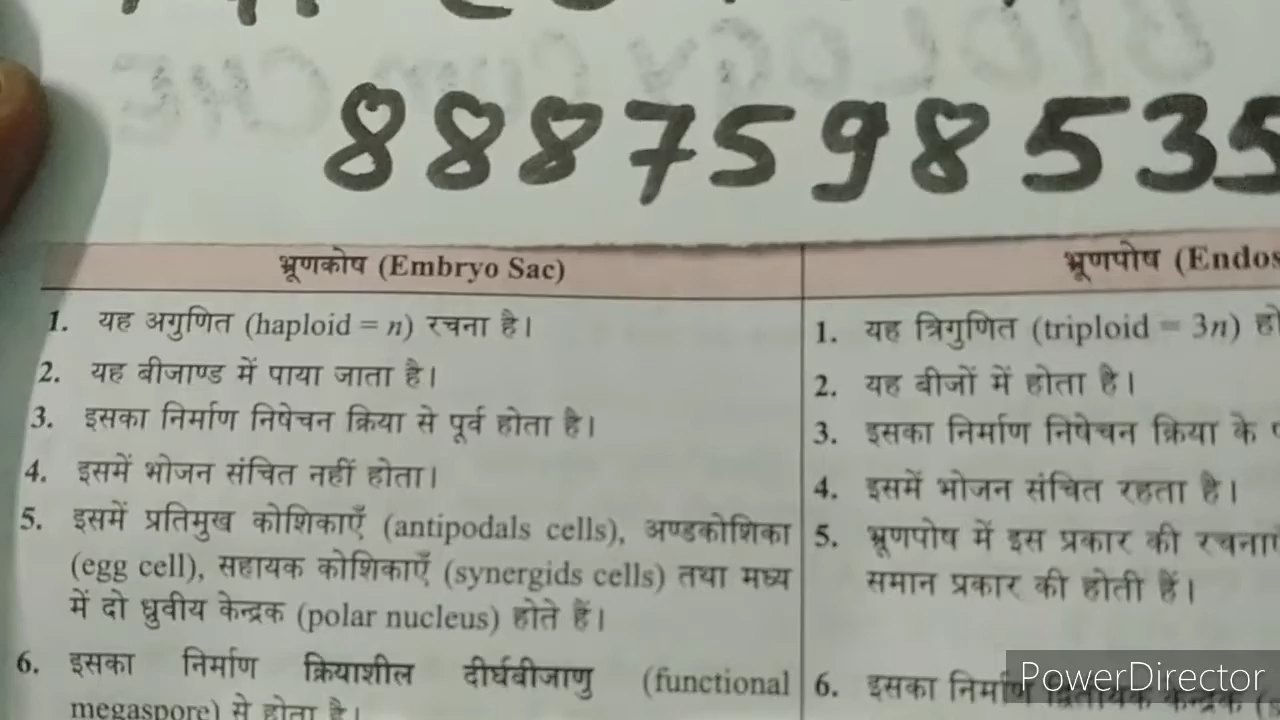 8887598535
भ्रूणकोष (Embryo Sac)
1. यह अगुणित (haploid = n) रचना है।
2. यह बीजाण्ड में पाया जाता है।
3. इसका निर्माण निषेचन क्रिया से पूर्व होता है।
4. इसमें भोजन संचित नहीं होता।
5. इसमें प्रतिमुख कोशिकाएँ (antipodals cells), अण्डकोशिका
(egg cell), सहायक कोशिकाएँ (synergids cells) तथा मध्य
में दो ध्रुवीय केन्द्रक (polar nucleus) होते हैं।
6. इसका निर्माण क्रियाशील दीर्घबीजाणु (functional
megaspore) से होता है।
भ्रूणपोष (Endos
1. यह त्रिगुणित (triploid = 3n)
2. यह बीजों में होता है।
3. इसका निर्माण निषेचन क्रिया के
4. इसमें भोजन संचित रहता है।
5. भ्रूणपोष में इस प्रकार की
समान प्रकार की होती हैं।
6. इसका निर्माण
PowerDirector